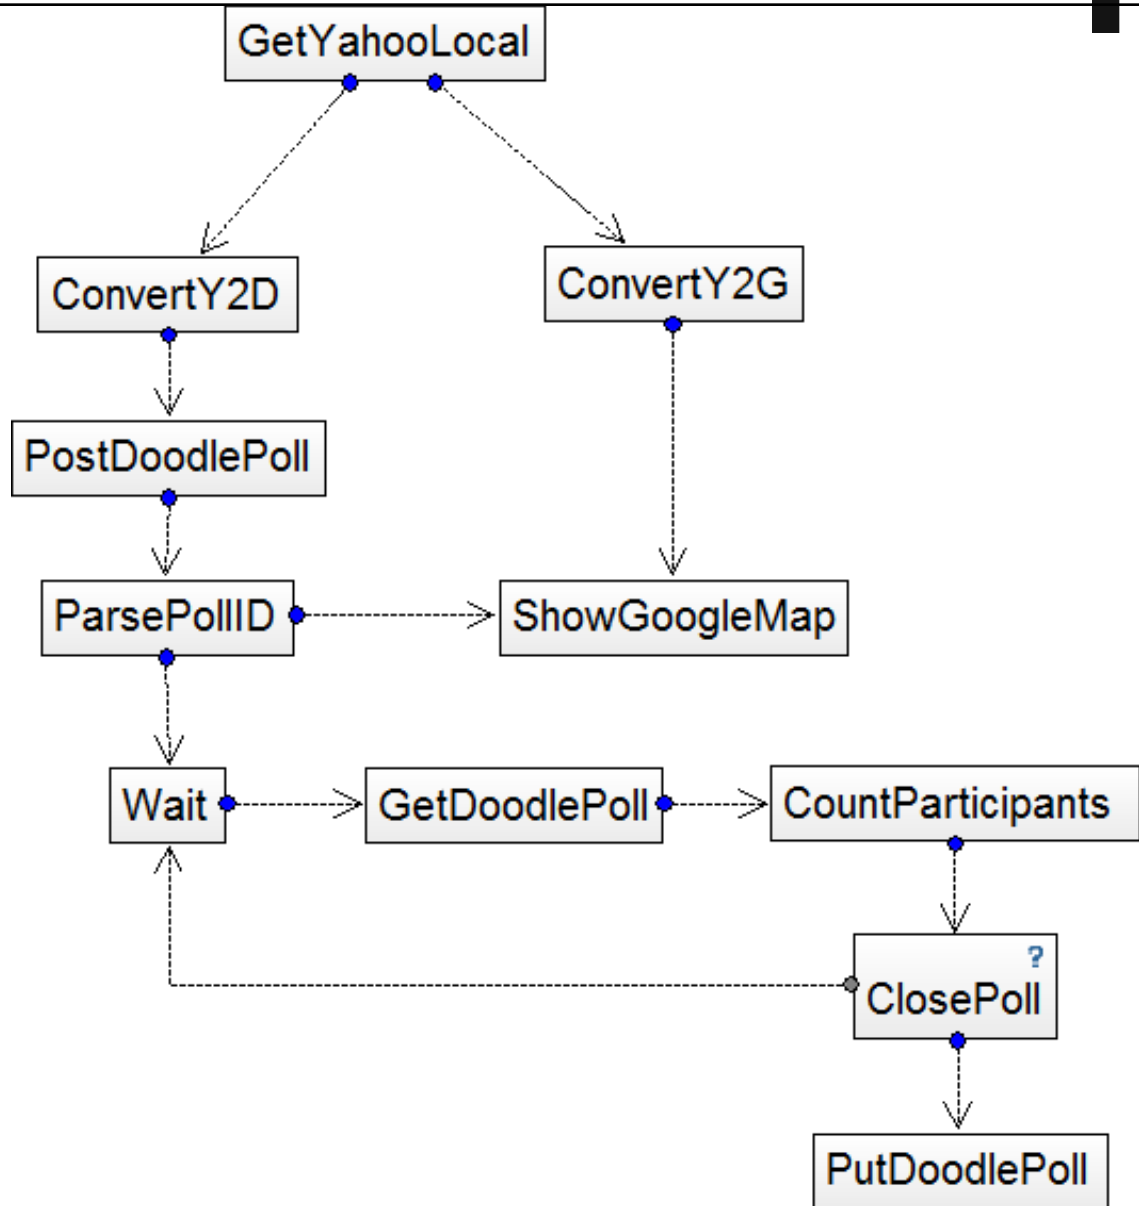 GetYahooLocal
ConvertY2D
ConvertY2G
PostDoodlePoll
ParsePollID
ShowGoogleMap
Wait
GetDoodlePoll
CountParticipants
?
ClosePoll
PutDoodlePoll